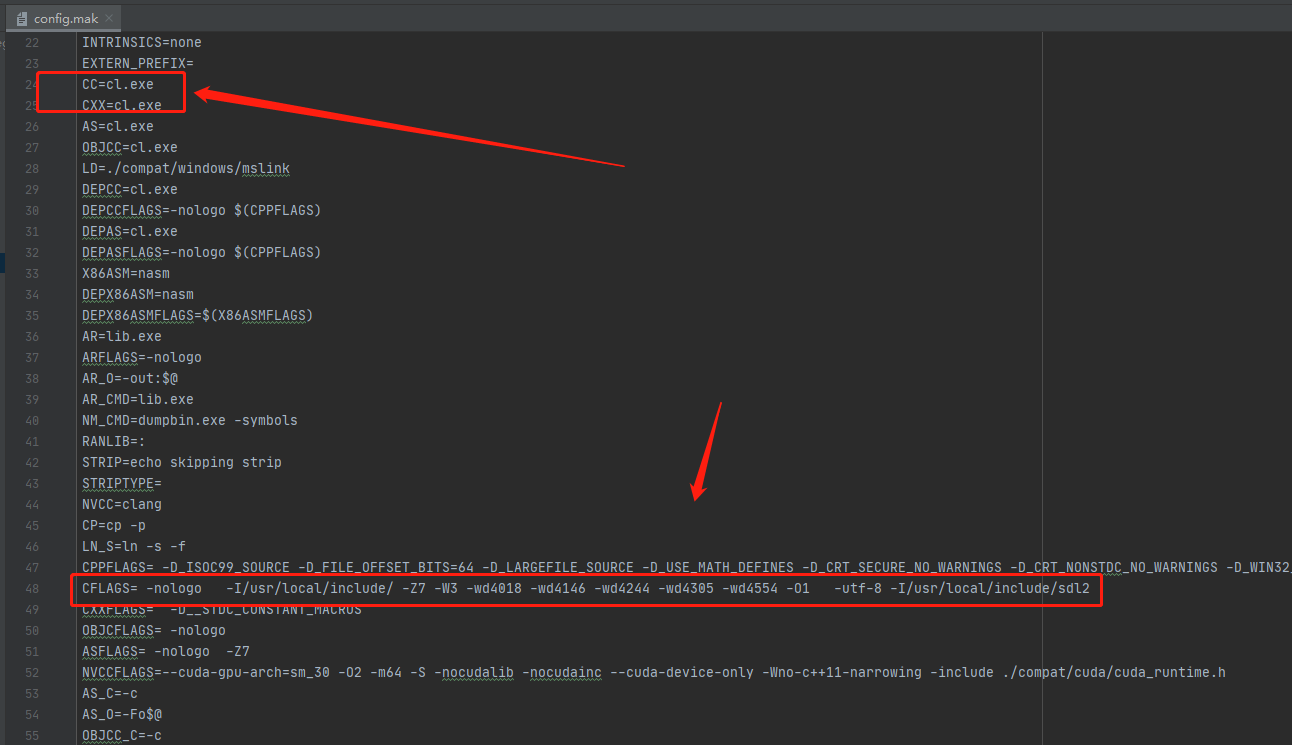 config.mak
22 INTRINSICS=none
23 EXTERN_PREFIX=
24 CC=cl.exe
25 CXX=cl.exe
26 AS=cl.exe
27 OBJCC=cl.exe
28 LD=./compat/windows/mslink
29 DEPCC=cl.exe
30 DEPCCFLAGS=-nologo $(CPPFLAGS)
31 DEPAS=cl.exe
32 DEPASFLAGS=-nologo $(CPPFLAGS)
33 X86ASM=nasm
34 DEPX86ASM=nasm
35 DEPX86ASMFLAGS=$(X86ASMFLAGS)
36 AR=lib.exe
37 ARFLAGS=-nologo
38 AR_O=-out:$@
39 AR_CMD=lib.exe
40 NM_CMD=dumpbin.exe -symbols
41 RANLIB=:
42 STRIP=echo skipping strip
43 STRIPTYPE=
44 NVCC=clang
45 CP=cp -p
46 LN_S=ln -s -f
47 CPPFLAGS= -D_ISOC99_SOURCE -D_FILE_OFFSET_BITS=64 -D_LARGEFILE_SOURCE -D_USE_MATH_DEFINES -D_CRT_SECURE_NO_WARNINGS -D_CRT_NONSTDC_NO_WARNINGS -D_WIN32_
48 CFLAGS= -nologo   -I/usr/local/include/ -Z7 -W3 -wd4018 -wd4146 -wd4244 -wd4305 -wd4554 -O1   -utf-8 -I/usr/local/include/sdl2
49 CXXFLAGS=  -D__STDC_CONSTANT_MACROS
50 OBJCFLAGS= -nologo
51 ASFLAGS= -nologo  -Z7
52 NVCCFLAGS=--cuda-gpu-arch=sm_30 -O2 -m64 -S -nocudalib -nocudainc --cuda-device-only -Wno-c++11-narrowing -include ./compat/cuda/cuda_runtime.h
53 AS_C=-c
54 AS_O=-Fo$@
55 OBJCC_C=-c